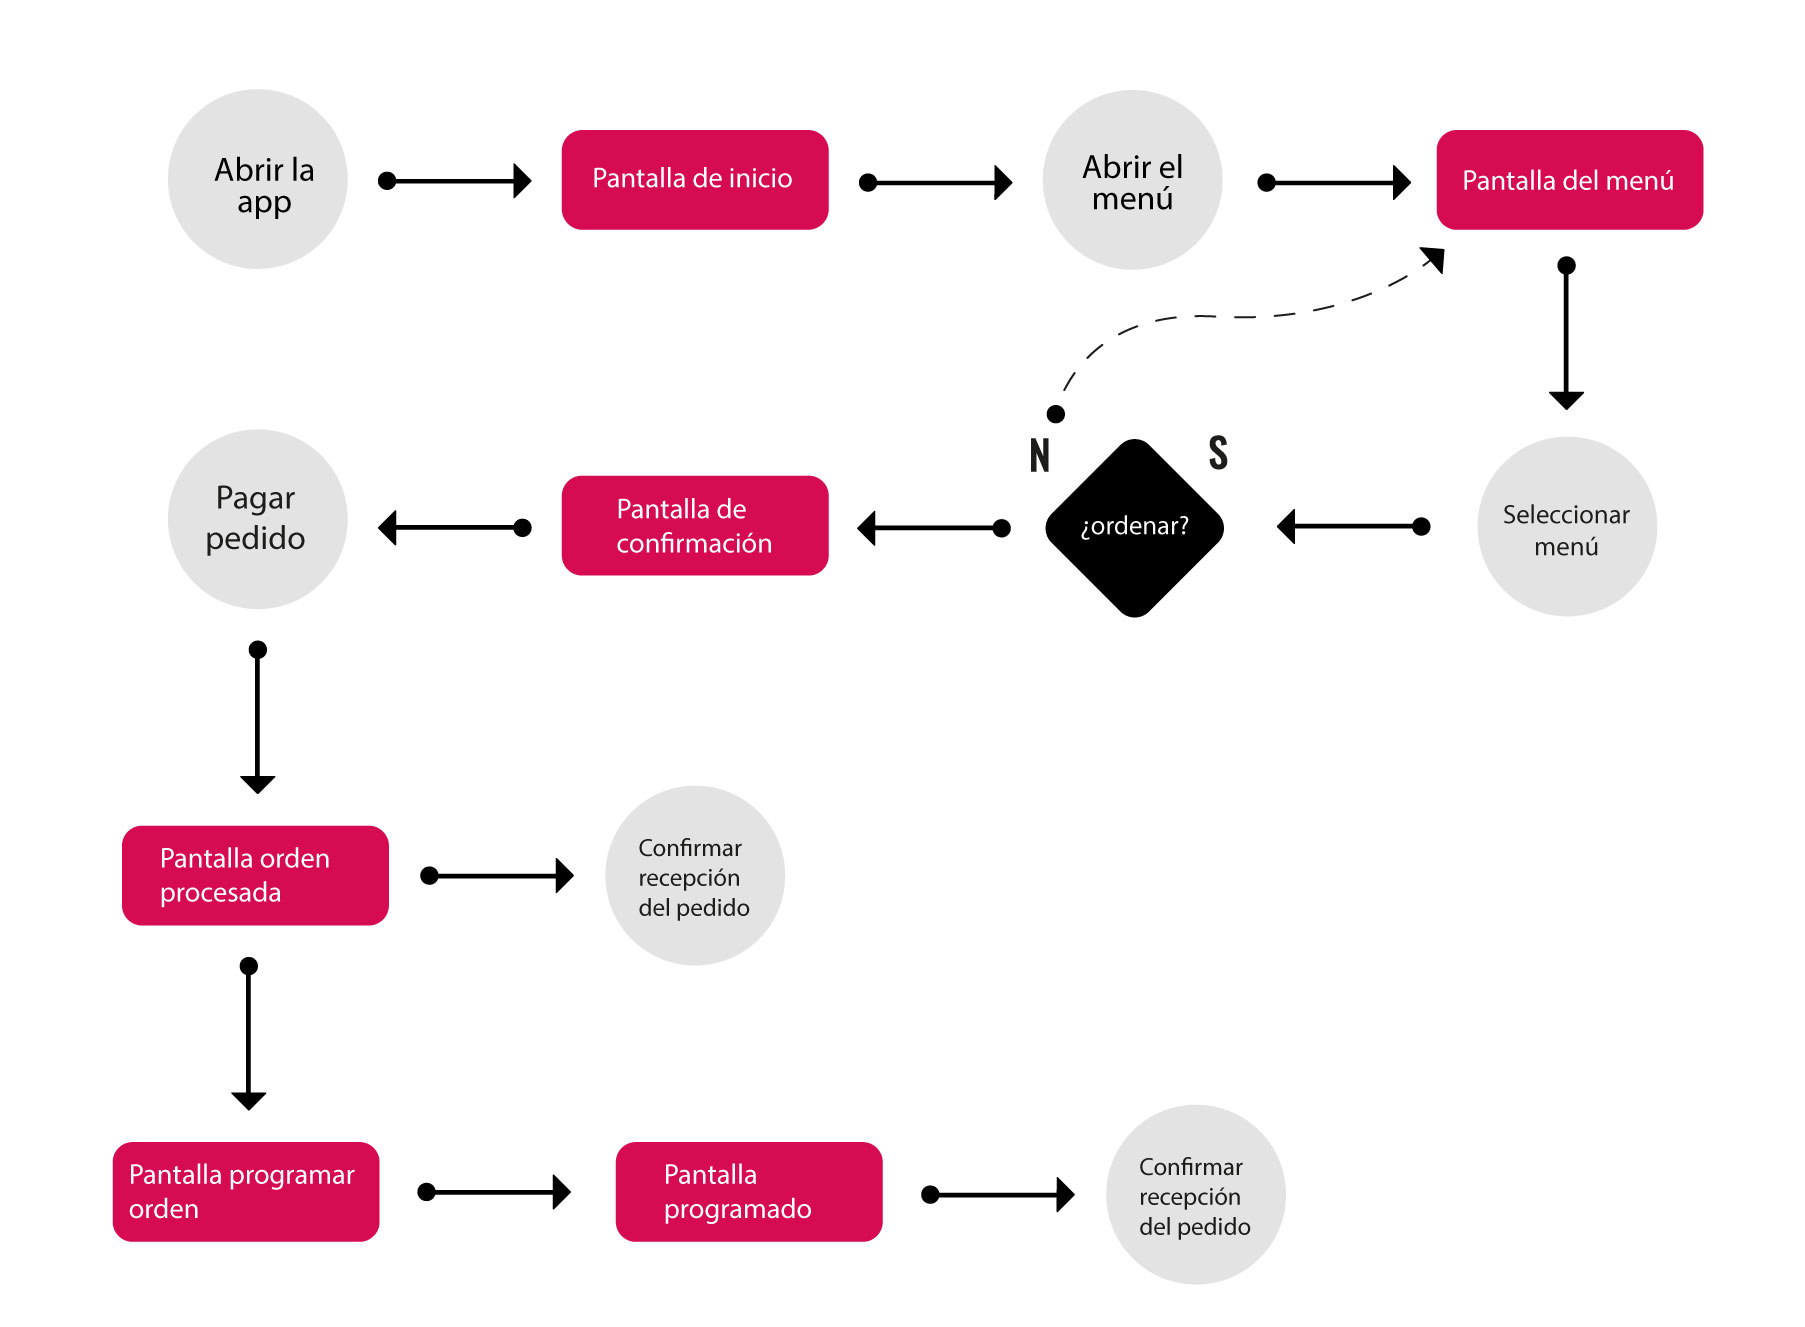 Abrir la
app
Pantalla de inicio
Abrir el
menú
Pantalla del menú
Pagar
pedido
Pantalla de
confirmación
N
S
¿ordenar?
Seleccionar
menú
Pantalla orden
procesada
Confirmar
recepción
del pedido
Pantalla programar
orden
Pantalla
programado
Confirmar
recepción
del pedido